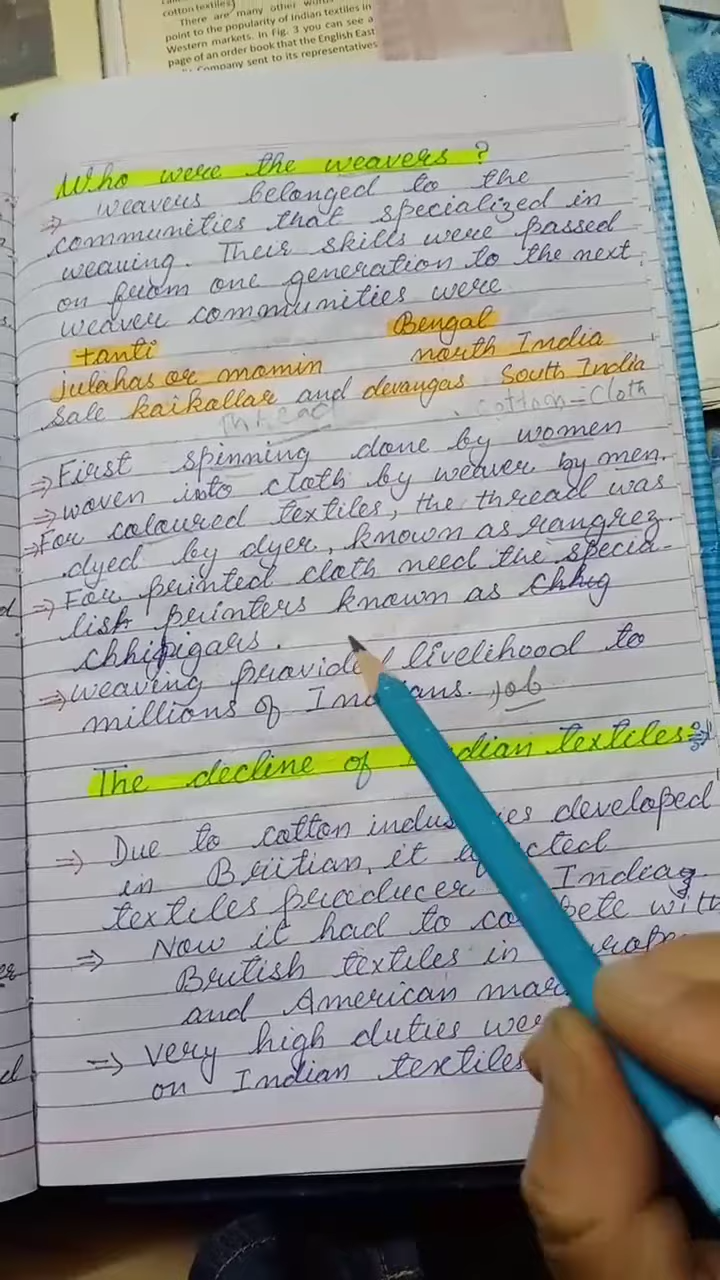 cotton textiles)
There are many other words
point to the popularity of Indian textiles in
Western markets. In Fig. 3 you can see a
page of an order book that the English East
Company sent to its representatives
Who were the weavers ?
⇒ weavers belonged to the
communities that specialized in
weaving. Their skills were passed
on from one generation to the next
weaver communities were
tanti Bengal
julahas or momin north India
sale kaikallar and devangas South India
thread cotton = cloth
⇒ First spinning done by women
⇒ woven into cloth by weaver by men.
⇒ For coloured textiles, the thread was
dyed by dyer, known as rangrez.
⇒ For printed cloth need the specia-
list printers known as
chhipigars.
⇒ weaving provided livelihood to
millions of Indians. job
The decline of Indian textiles ⇒
⇒ Due to cotton industries developed
in Britian, it
textiles producer
⇒ Now it had to compete with
British textiles in
and American
⇒ very high duties
on Indian textiles